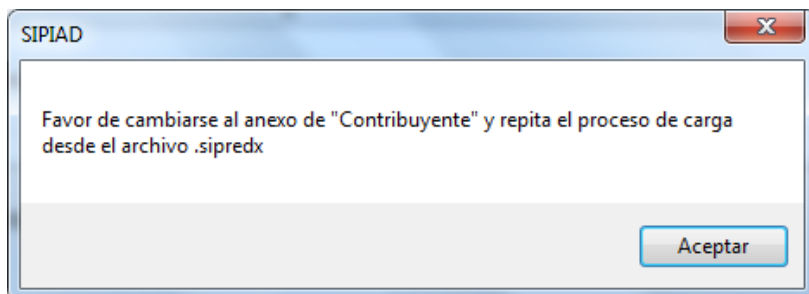 SIPIAD
Favor de cambiarse al anexo de "Contribuyente" y repita el proceso de carga
desde el archivo .sipredx
Aceptar